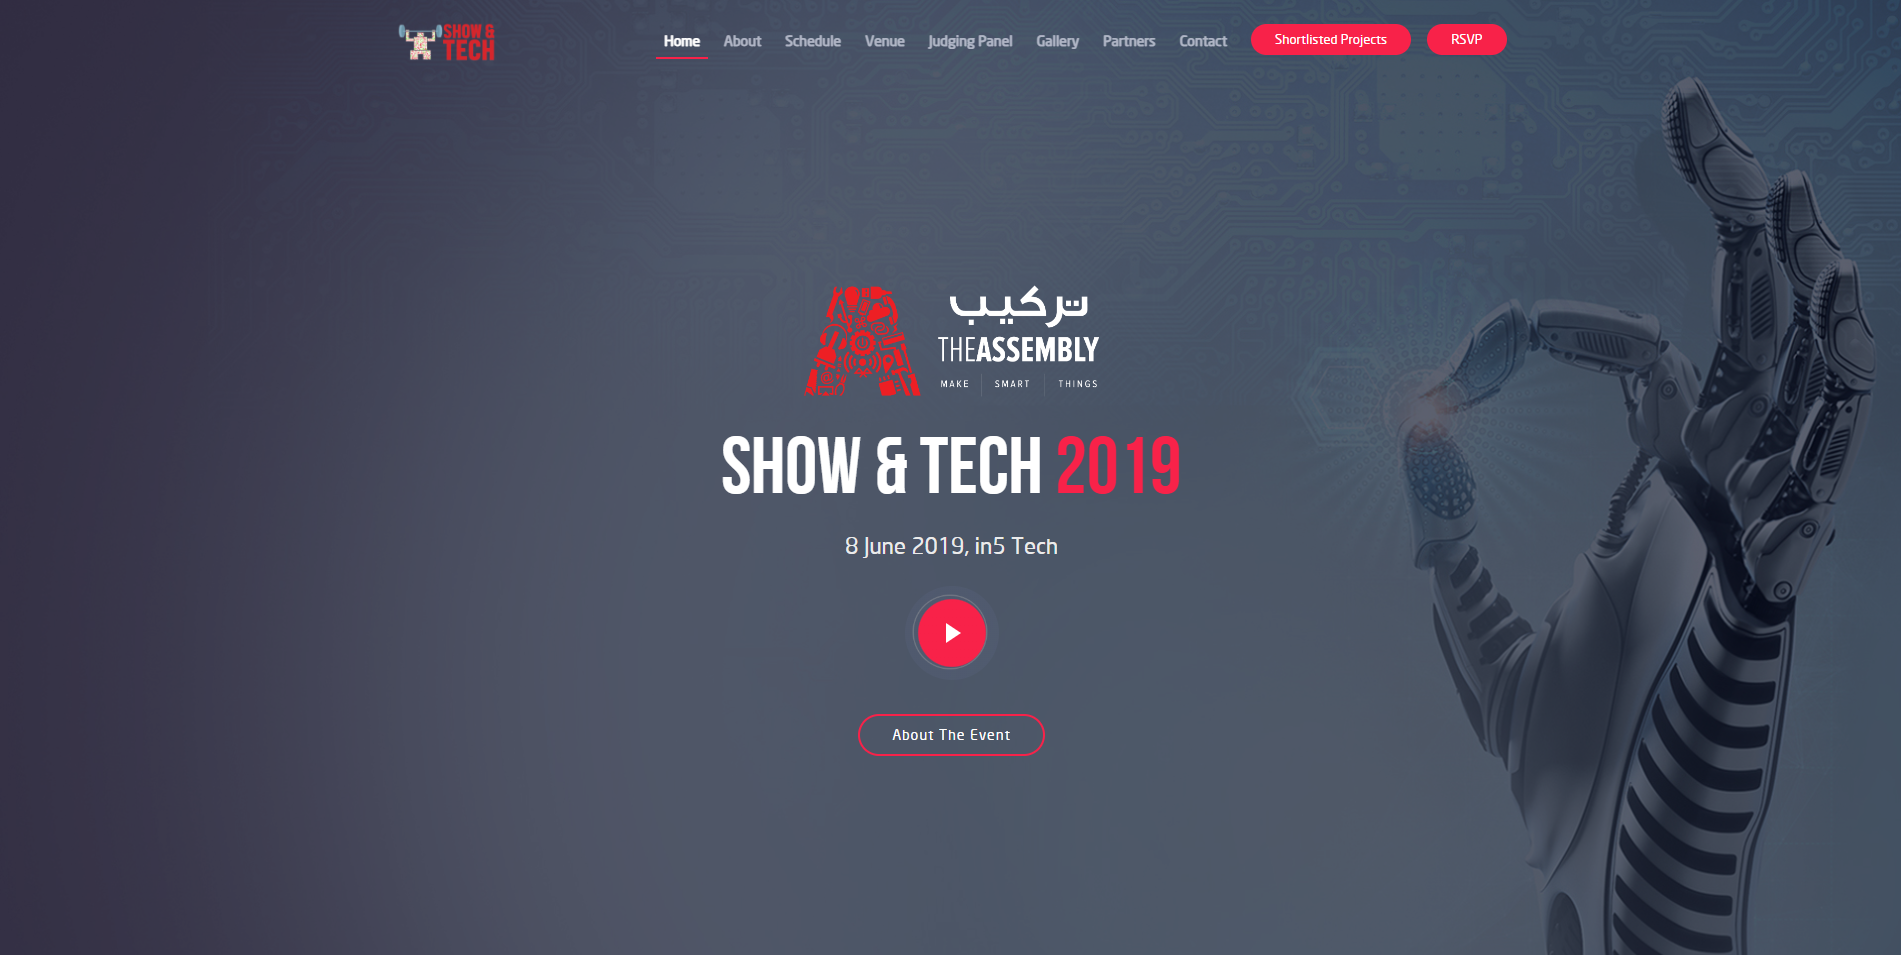 SHOW &
TECH
Home About Schedule Venue Judging Panel Gallery Partners Contact Shortlisted Projects RSVP
تركيب
THEASSEMBLY
MAKE SMART THINGS
SHOW & TECH 2019
8 June 2019, in5 Tech
About The Event